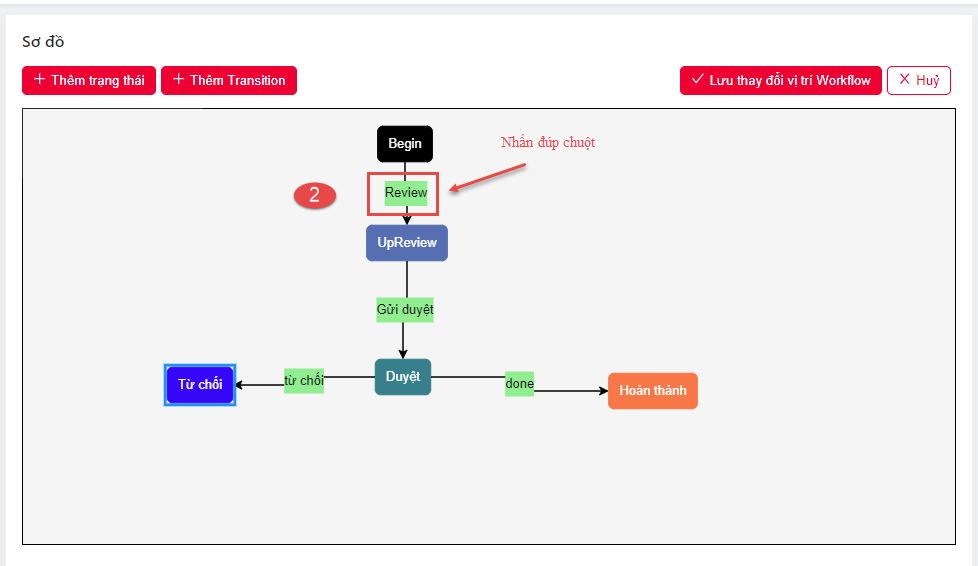 Sơ đồ
Thêm trạng thái
Thêm Transition
Lưu thay đổi vị trí Workflow
Huỷ
Begin
Nhấn đúp chuột
2
Review
UpReview
Gửi duyệt
Từ chối
từ chối
Duyệt
done
Hoàn thành